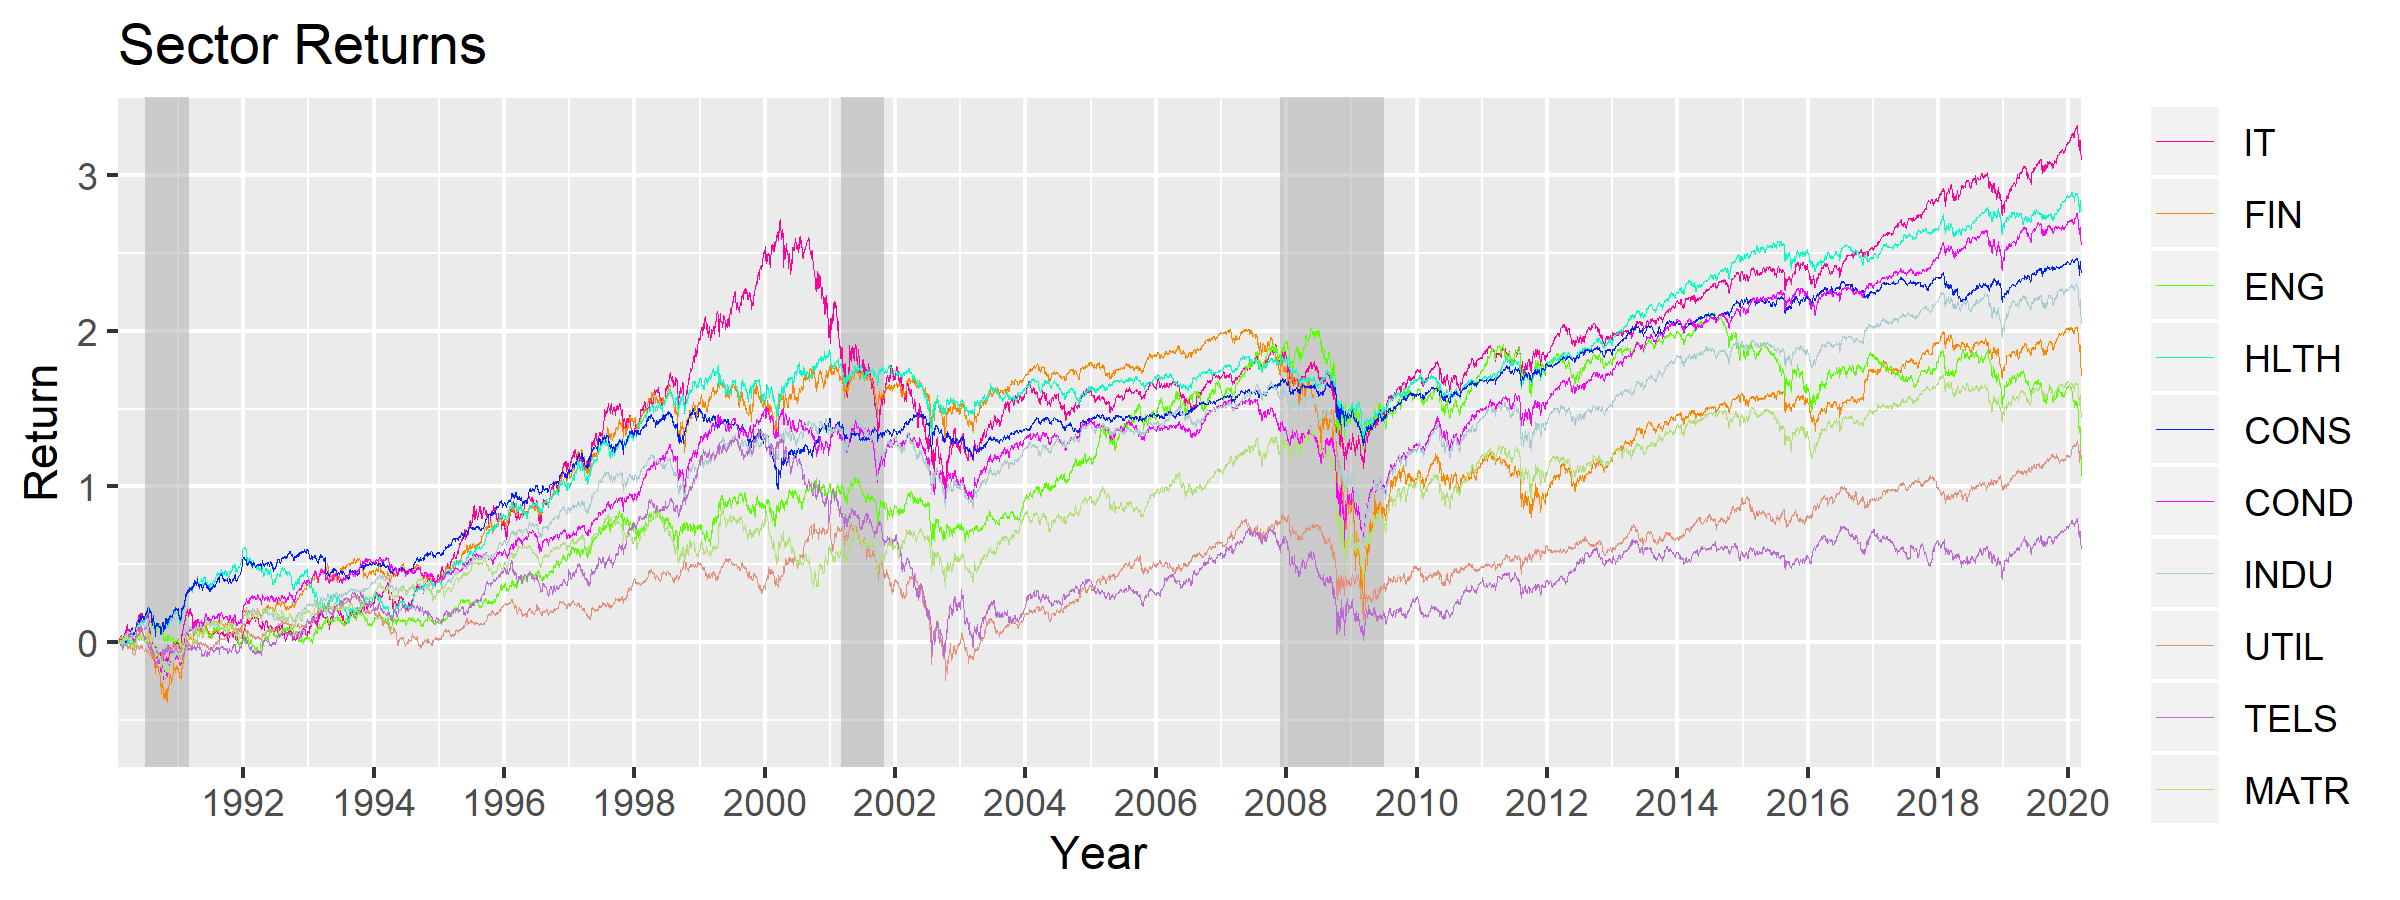 Sector Returns
3
2
1
0
Return
1992 1994 1996 1998 2000 2002 2004 2006 2008 2010 2012 2014 2016 2018 2020
Year
IT
FIN
ENG
HLTH
CONS
COND
INDU
UTIL
TELS
MATR